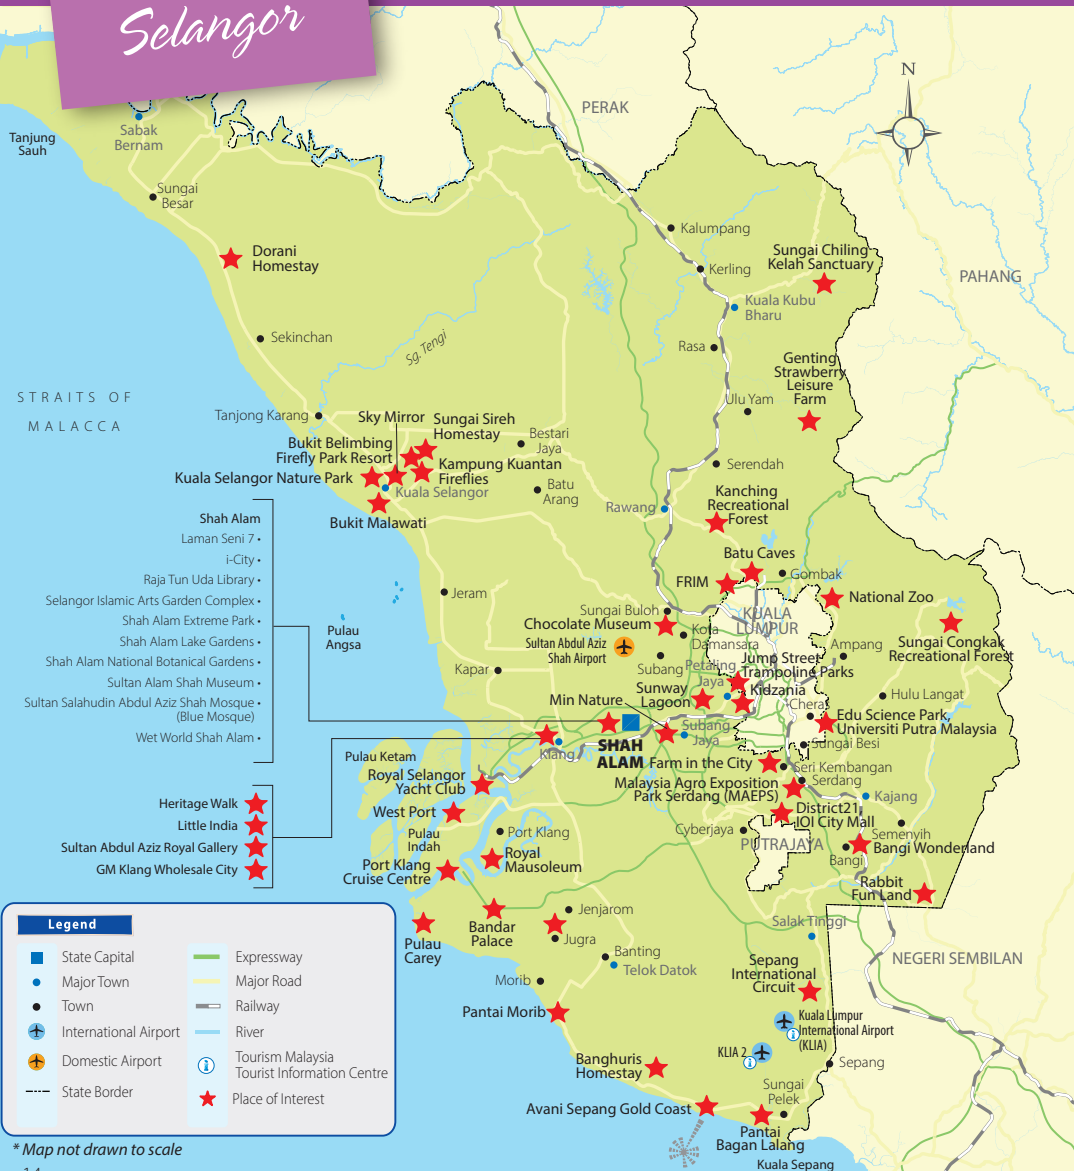 Selangor
N
PERAK
Tanjung
Sauh
Sabak
Bernam
Sungai
Besar
Kalumpang
Dorani
Homestay
Sungai Chiling
Kelah Sanctuary
Kerling
PAHANG
Kuala Kubu
Bharu
Sekinchan
Sg. Tengi
Rasa
Genting
Strawberry
Leisure
Farm
STRAITS OF
MALACCA
Ulu Yam
Tanjong Karang
Sky Mirror
Sungai Sireh
Homestay
Bestari
Jaya
Bukit Belimbing
Firefly Park Resort
Kampung Kuantan
Fireflies
Serendah
Kuala Selangor Nature Park
Kuala Selangor
Batu
Arang
Bukit Malawati
Rawang
Kanching
Recreational
Forest
Shah Alam
Laman Seni 7 •
i-City •
Raja Tun Uda Library •
Selangor Islamic Arts Garden Complex •
Shah Alam Extreme Park •
Shah Alam Lake Gardens •
Shah Alam National Botanical Gardens •
Sultan Alam Shah Museum •
Sultan Salahudin Abdul Aziz Shah Mosque •
(Blue Mosque)
Wet World Shah Alam •
Batu Caves
FRIM
Gombak
National Zoo
Jeram
Pulau
Angsa
Sungai Buloh
Chocolate Museum
KUALA
LUMPUR
Kota
Damansara
Sultan Abdul Aziz
Shah Airport
Sungai Congkak
Recreational Forest
Ampang
Kapar
Subang
Petaling
Jaya
Jump Street
Trampoline Parks
Sunway
Lagoon
Kidzania
Hulu Langat
Min Nature
Chera
Edu Science Park,
Universiti Putra Malaysia
Subang
Jaya
SHAH
ALAM
Klang
Sungai Besi
Pulau Ketam
Farm in the City
Seri Kembangan
Serdang
Royal Selangor
Yacht Club
Malaysia Agro Exposition
Park Serdang (MAEPS)
Kajang
Heritage Walk
Little India
Sultan Abdul Aziz Royal Gallery
GM Klang Wholesale City
West Port
District21
IOI City Mall
Pulau
Indah
Port Klang
Cyberjaya
PUTRAJAYA
Semenyih
Bangi Wonderland
Bangi
Royal
Mausoleum
Port Klang
Cruise Centre
Rabbit
Fun Land
Jenjarom
Bandar
Palace
Jugra
Salak Tinggi
Pulau
Carey
Banting
Telok Datok
NEGERI SEMBILAN
Sepang
International
Circuit
Morib
Pantai Morib
Kuala Lumpur
International Airport
(KLIA)
KLIA 2
Banghuris
Homestay
Sepang
Sungai
Pelek
Avani Sepang Gold Coast
Pantai
Bagan Lalang
Kuala Sepang
Legend
State Capital
Major Town
Town
International Airport
Domestic Airport
State Border
Expressway
Major Road
Railway
River
Tourism Malaysia
Tourist Information Centre
Place of Interest
* Map not drawn to scale